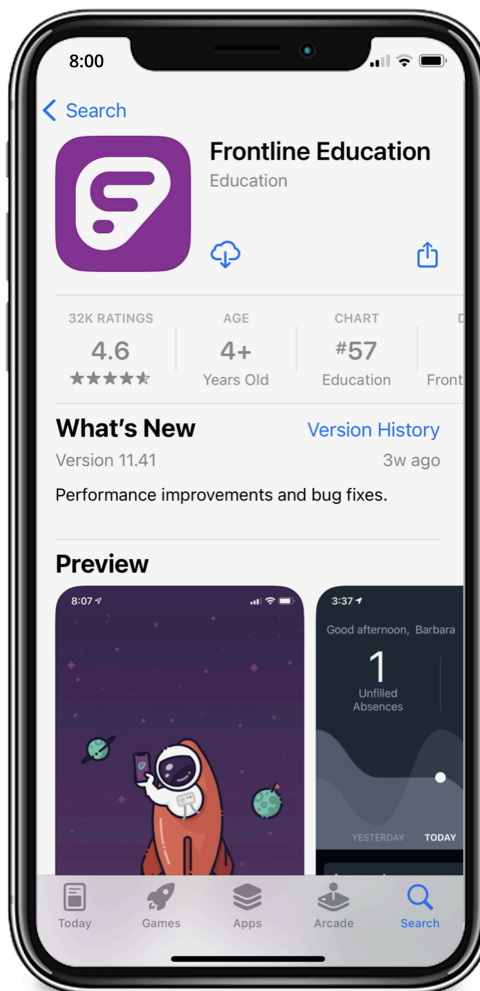 8:00
Search
Frontline Education
Education
32K RATINGS
4.6
AGE
4+
Years Old
CHART
#57
Education
D
Front
What's New
Version History
Version 11.41
3w ago
Performance improvements and bug fixes.
Preview
8:07
3:37
Good afternoon, Barbara
1
Unfilled
Absences
YESTERDAY
TODAY
Today
Games
Apps
Arcade
Search